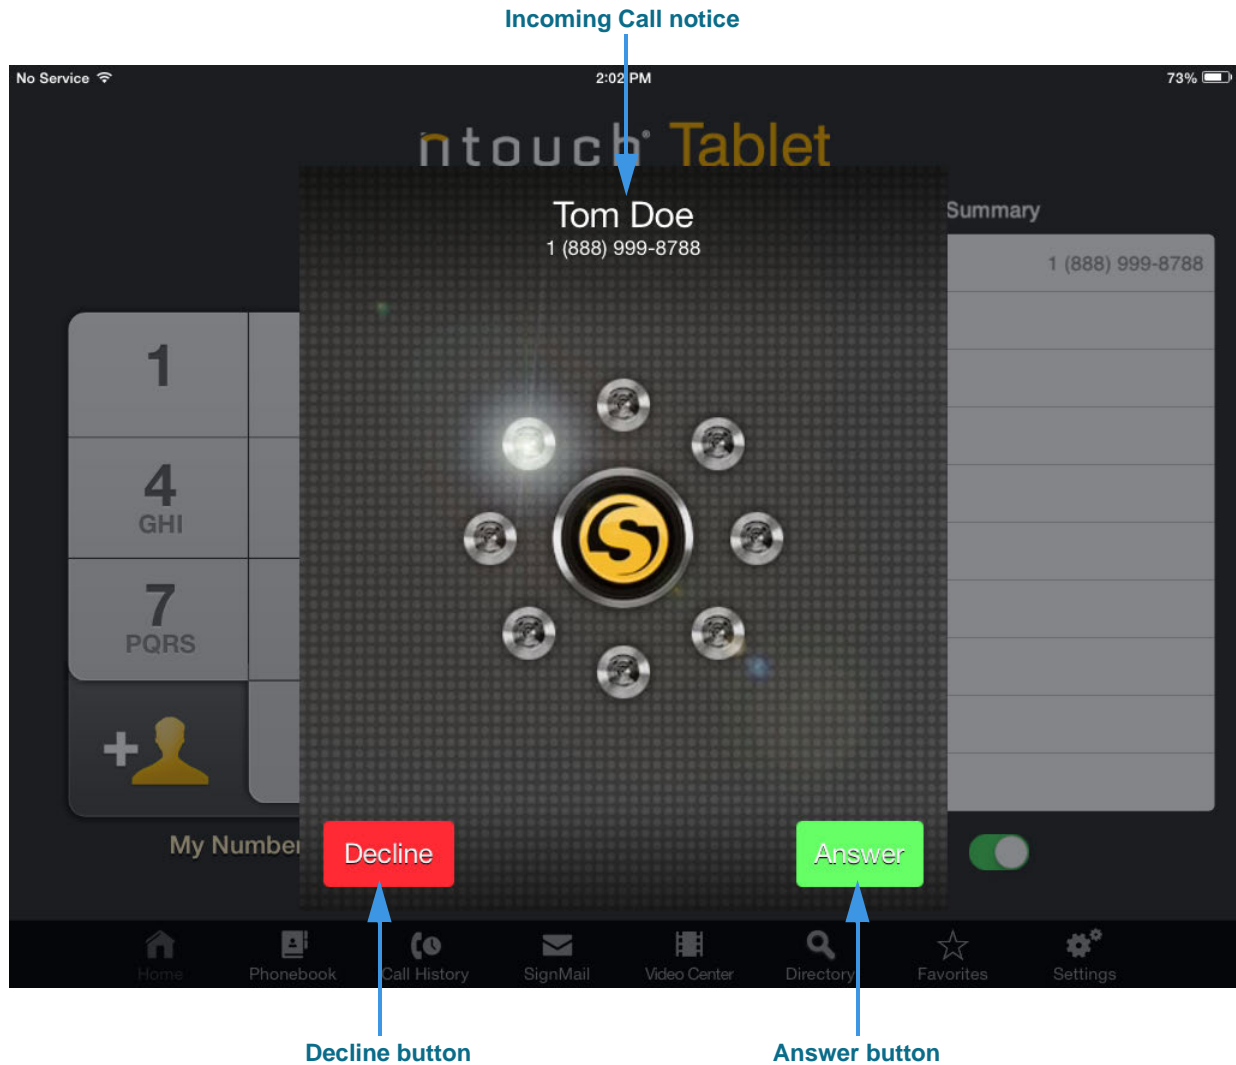 Incoming Call notice
No Service
2:02 PM
73%
ntouch® Tablet
Tom Doe
1 (888) 999-8788
Summary
1 (888) 999-8788
1
4
GHI
7
PQRS
My Number
Decline
Answer
Home
Phonebook
Call History
SignMail
Video Center
Directory
Favorites
Settings
Decline button
Answer button